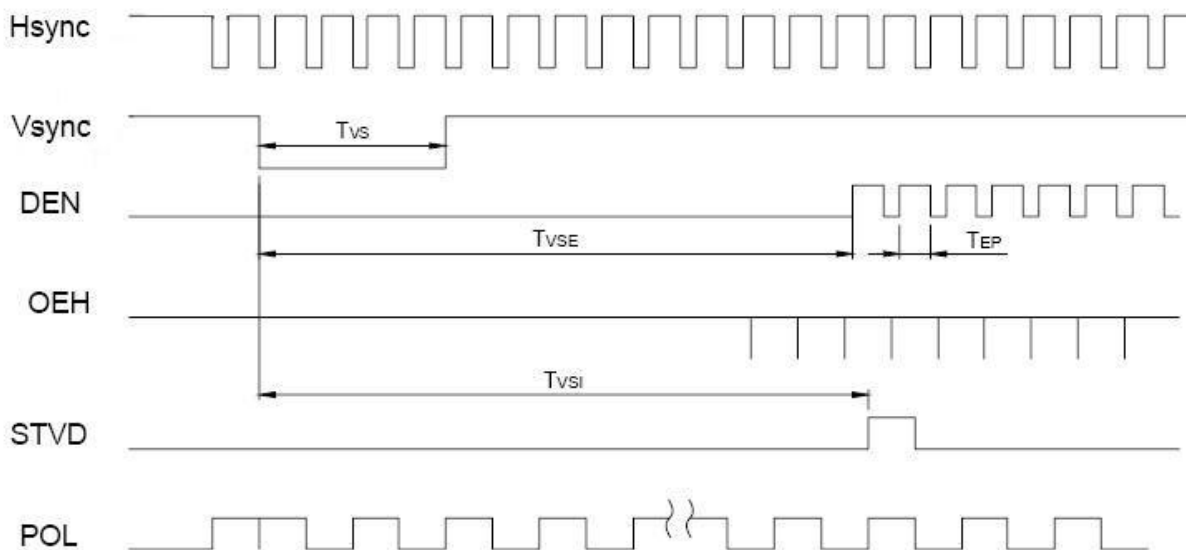 Hsync
Vsync
TVS
DEN
TVSE
TEP
OEH
TVSI
STVD
POL